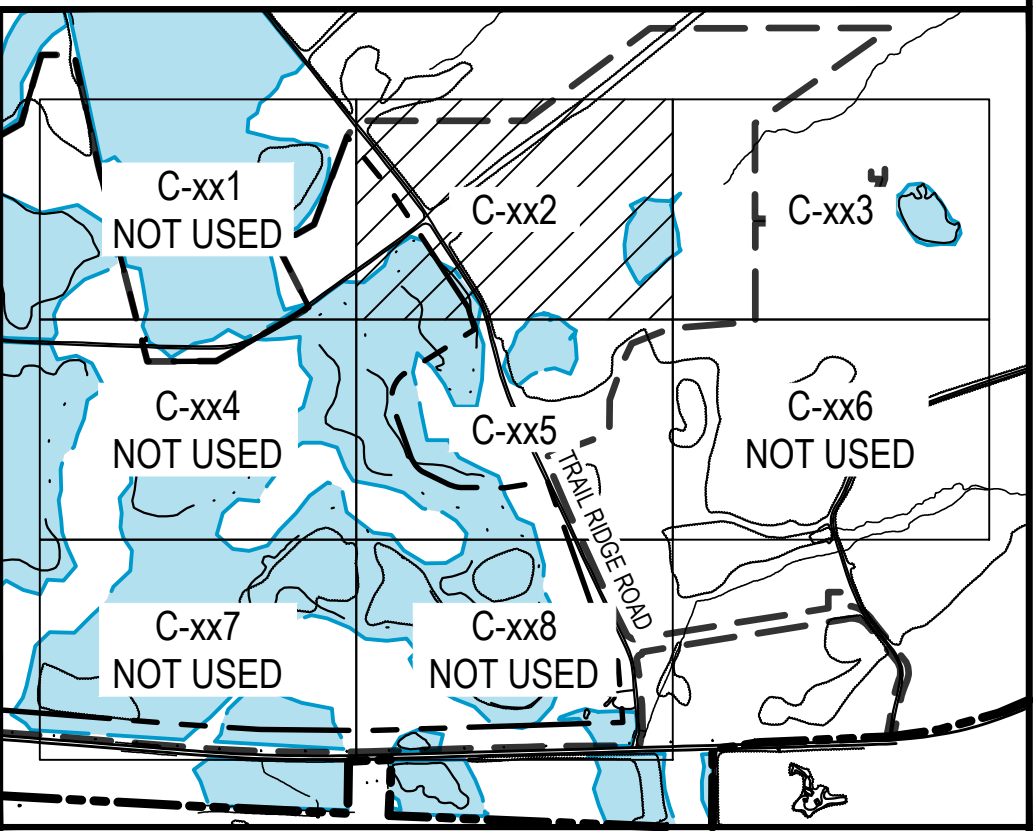 C-xx1
NOT USED
C-xx2
C-xx3
C-xx4
NOT USED
C-xx5
C-xx6
NOT USED
TRAIL RIDGE ROAD
C-xx7
NOT USED
C-xx8
NOT USED